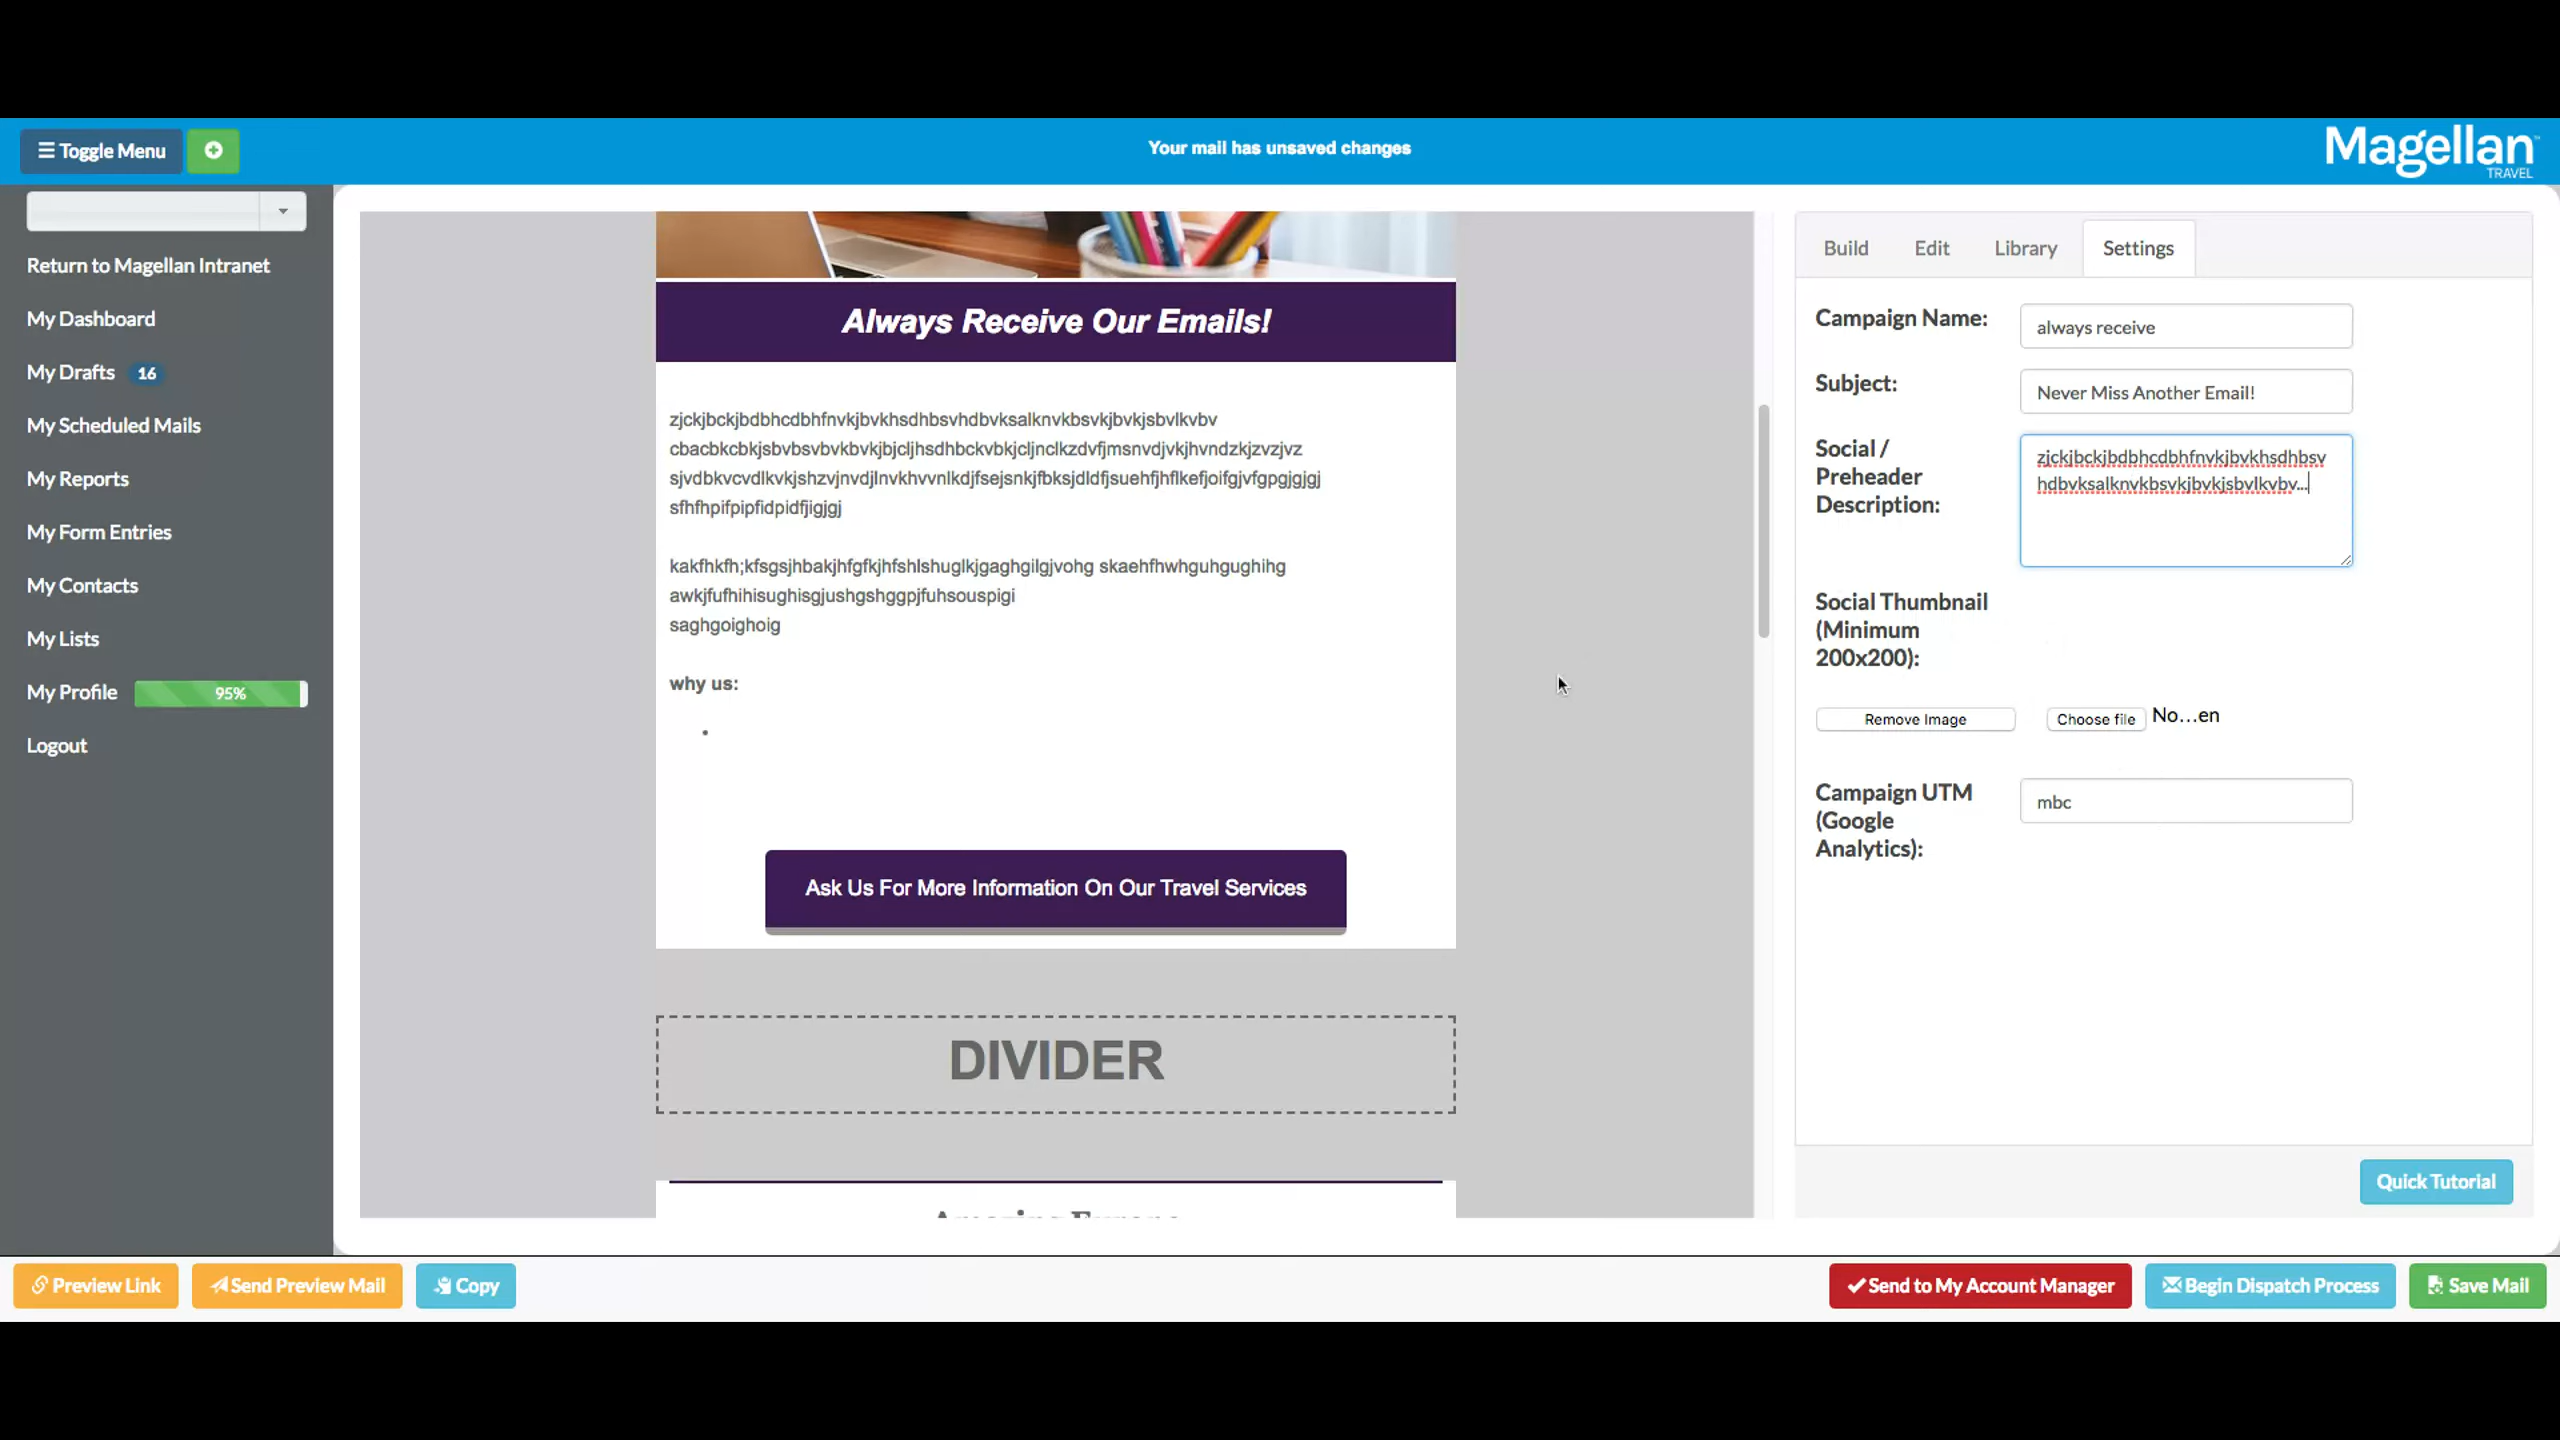 Toggle Menu
Your mail has unsaved changes
Magellan
TRAVEL
Return to Magellan Intranet
My Dashboard
My Drafts 16
My Scheduled Mails
My Reports
My Form Entries
My Contacts
My Lists
My Profile 95%
Logout
Always Receive Our Emails!
zjckjbckjbdbhcdbhfnvkjbvkhsdhbsvhdbvksalknvkbsvkjbvkjsbvlkvbv
cbacbkcbkjsbvbsvbvkbvkjbjcljhsdhbckvbkjcljnclkzdvfjmsnvdjvkjhvndzkjzvzjvz
sjvdbkvcvdlkvkjshzvjnvdjlnvkhvvnlkdjfsejsnkjfbksjdldfjsuehfjhflkefjoifgjvfgpgjgjgj
sfhfhpifpipfidpidfjigjgj
kakfhkfh;kfsgsjhbakjhfgfkjhfshlshuglkjgaghgilgjvohg skaehfhwhguhgughihg
awkjfufhihisughisgjushgshggpjfuhsouspigi
saghgoighoig
why us:
Ask Us For More Information On Our Travel Services
DIVIDER
Amazing Europe
Build Edit Library Settings
Campaign Name: always receive
Subject: Never Miss Another Email!
Social /
Preheader
Description:
zjckjbckjbdbhcdbhfnvkjbvkhsdhbsv
hdbvksalknvkbsvkjbvkjsbvlkvbv...
Social Thumbnail
(Minimum
200x200):
Remove Image Choose file No...en
Campaign UTM
(Google
Analytics):
mbc
Quick Tutorial
Preview Link Send Preview Mail Copy Send to My Account Manager Begin Dispatch Process Save Mail